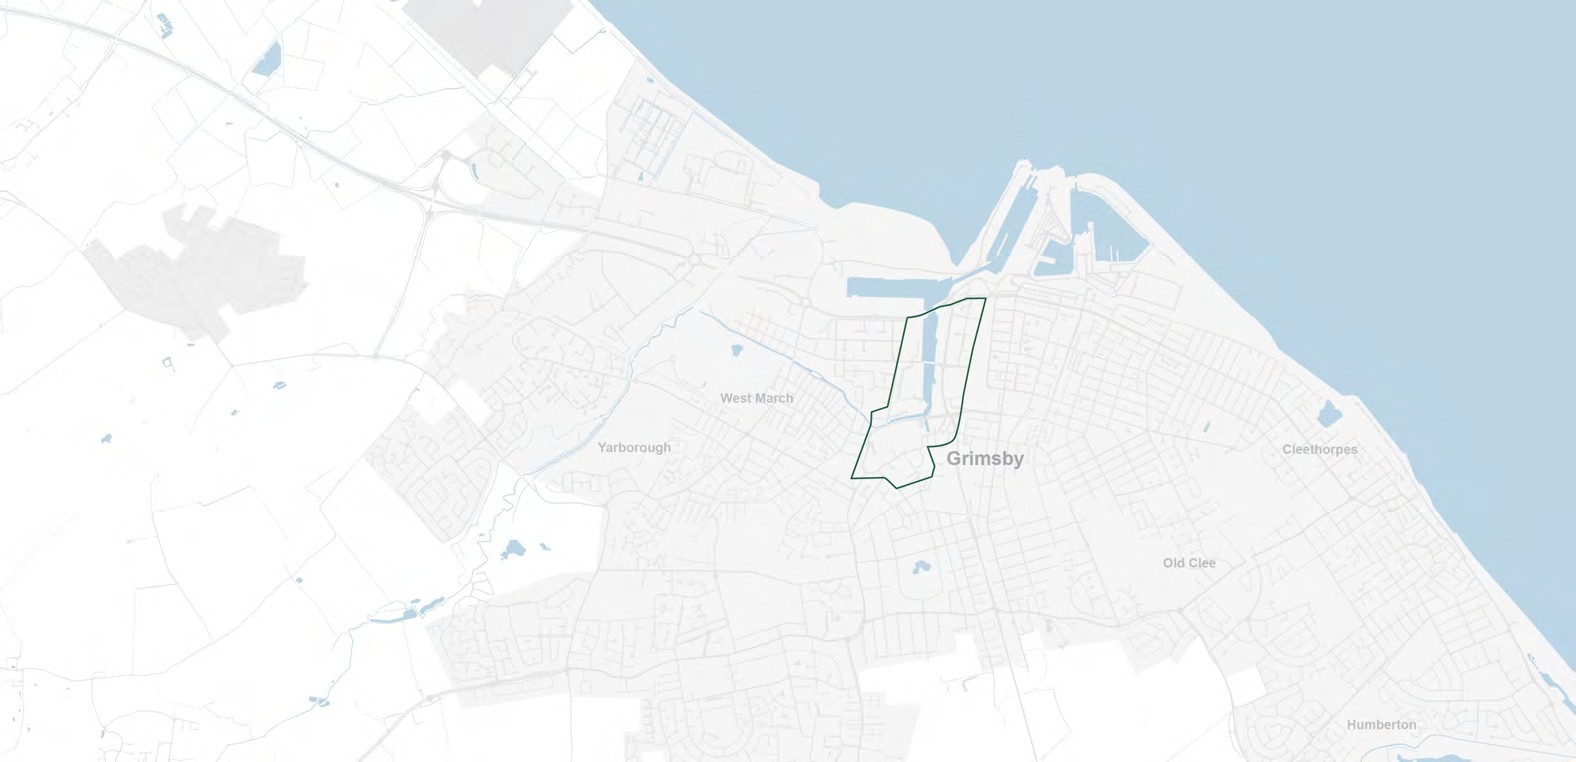 West March
Yarborough
Grimsby
Cleethorpes
Old Clee
Humberton